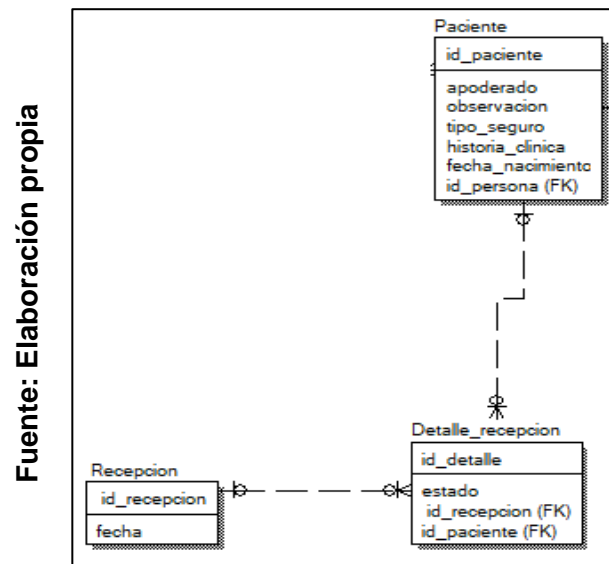 Fuente: Elaboración propia
Paciente
id_paciente
apoderado
observacion
tipo_seguro
historia_clinica
fecha_nacimiento
id_persona (FK)
Detalle_recepcion
id_detalle
estado
id_recepcion (FK)
id_paciente (FK)
Recepcion
id_recepcion
fecha